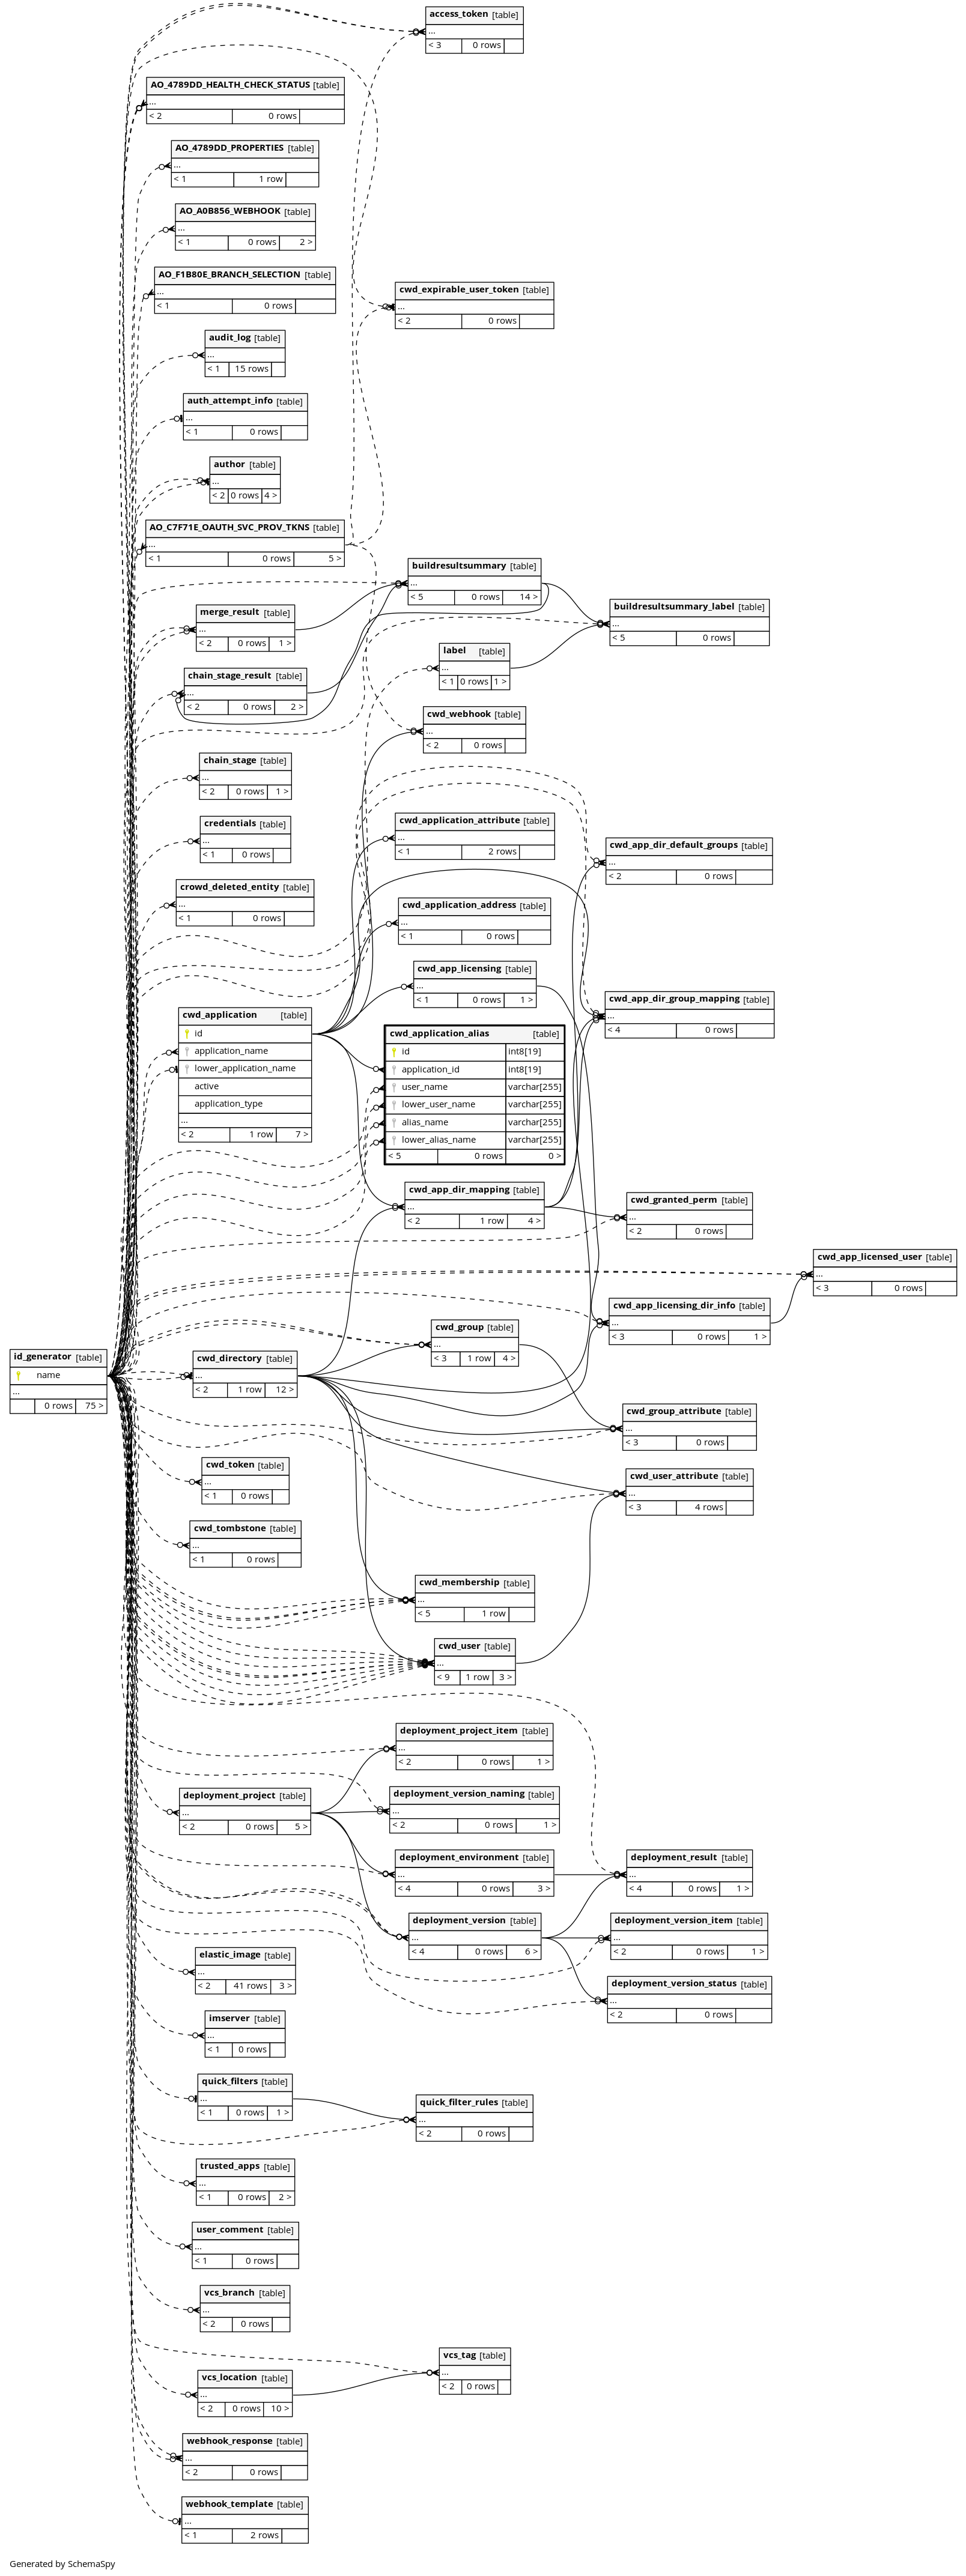 access_token [table]
...
< 3 0 rows
AO_4789DD_HEALTH_CHECK_STATUS [table]
...
< 2 0 rows
AO_4789DD_PROPERTIES [table]
...
< 1 1 row
AO_A0B856_WEBHOOK [table]
...
< 1 0 rows 2 >
AO_F1B80E_BRANCH_SELECTION [table]
...
< 1 0 rows
cwd_expirable_user_token [table]
...
< 2 0 rows
audit_log [table]
...
< 1 15 rows
auth_attempt_info [table]
...
< 1 0 rows
author [table]
...
< 2 0 rows 4 >
AO_C7F71E_OAUTH_SVC_PROV_TKNS [table]
...
< 1 0 rows 5 >
buildresultsummary [table]
...
< 5 0 rows 14 >
buildresultsummary_label [table]
...
< 5 0 rows
merge_result [table]
...
< 2 0 rows 1 >
label [table]
...
< 1 0 rows 1 >
chain_stage_result [table]
...
< 2 0 rows 2 >
cwd_webhook [table]
...
< 2 0 rows
chain_stage [table]
...
< 2 0 rows 1 >
credentials [table]
...
< 1 0 rows
cwd_application_attribute [table]
...
< 1 2 rows
cwd_app_dir_default_groups [table]
...
< 2 0 rows
crowd_deleted_entity [table]
...
< 1 0 rows
cwd_application_address [table]
...
< 1 0 rows
cwd_app_licensing [table]
...
< 1 0 rows 1 >
cwd_app_dir_group_mapping [table]
...
< 4 0 rows
cwd_application [table]
id
application_name
lower_application_name
active
application_type
...
< 2 1 row 7 >
cwd_application_alias [table]
id int8[19]
application_id int8[19]
user_name varchar[255]
lower_user_name varchar[255]
alias_name varchar[255]
lower_alias_name varchar[255]
< 5 0 rows 0 >
cwd_app_dir_mapping [table]
...
< 2 1 row 4 >
cwd_granted_perm [table]
...
< 2 0 rows
cwd_app_licensed_user [table]
...
< 3 0 rows
cwd_app_licensing_dir_info [table]
...
< 3 0 rows 1 >
cwd_group [table]
...
< 3 1 row 4 >
id_generator [table]
name
...
0 rows 75 >
cwd_directory [table]
...
< 2 1 row 12 >
cwd_group_attribute [table]
...
< 3 0 rows
cwd_token [table]
...
< 1 0 rows
cwd_user_attribute [table]
...
< 3 4 rows
cwd_tombstone [table]
...
< 1 0 rows
cwd_membership [table]
...
< 5 1 row
cwd_user [table]
...
< 9 1 row 3 >
deployment_project_item [table]
...
< 2 0 rows 1 >
deployment_project [table]
...
< 2 0 rows 5 >
deployment_version_naming [table]
...
< 2 0 rows 1 >
deployment_environment [table]
...
< 4 0 rows 3 >
deployment_result [table]
...
< 4 0 rows 1 >
deployment_version [table]
...
< 4 0 rows 6 >
deployment_version_item [table]
...
< 2 0 rows 1 >
elastic_image [table]
...
< 2 41 rows 3 >
deployment_version_status [table]
...
< 2 0 rows
imserver [table]
...
< 1 0 rows
quick_filters [table]
...
< 1 0 rows 1 >
quick_filter_rules [table]
...
< 2 0 rows
trusted_apps [table]
...
< 1 0 rows 2 >
user_comment [table]
...
< 1 0 rows
vcs_branch [table]
...
< 2 0 rows
vcs_tag [table]
...
< 2 0 rows
vcs_location [table]
...
< 2 0 rows 10 >
webhook_response [table]
...
< 2 0 rows
webhook_template [table]
...
< 1 2 rows
Generated by SchemaSpy